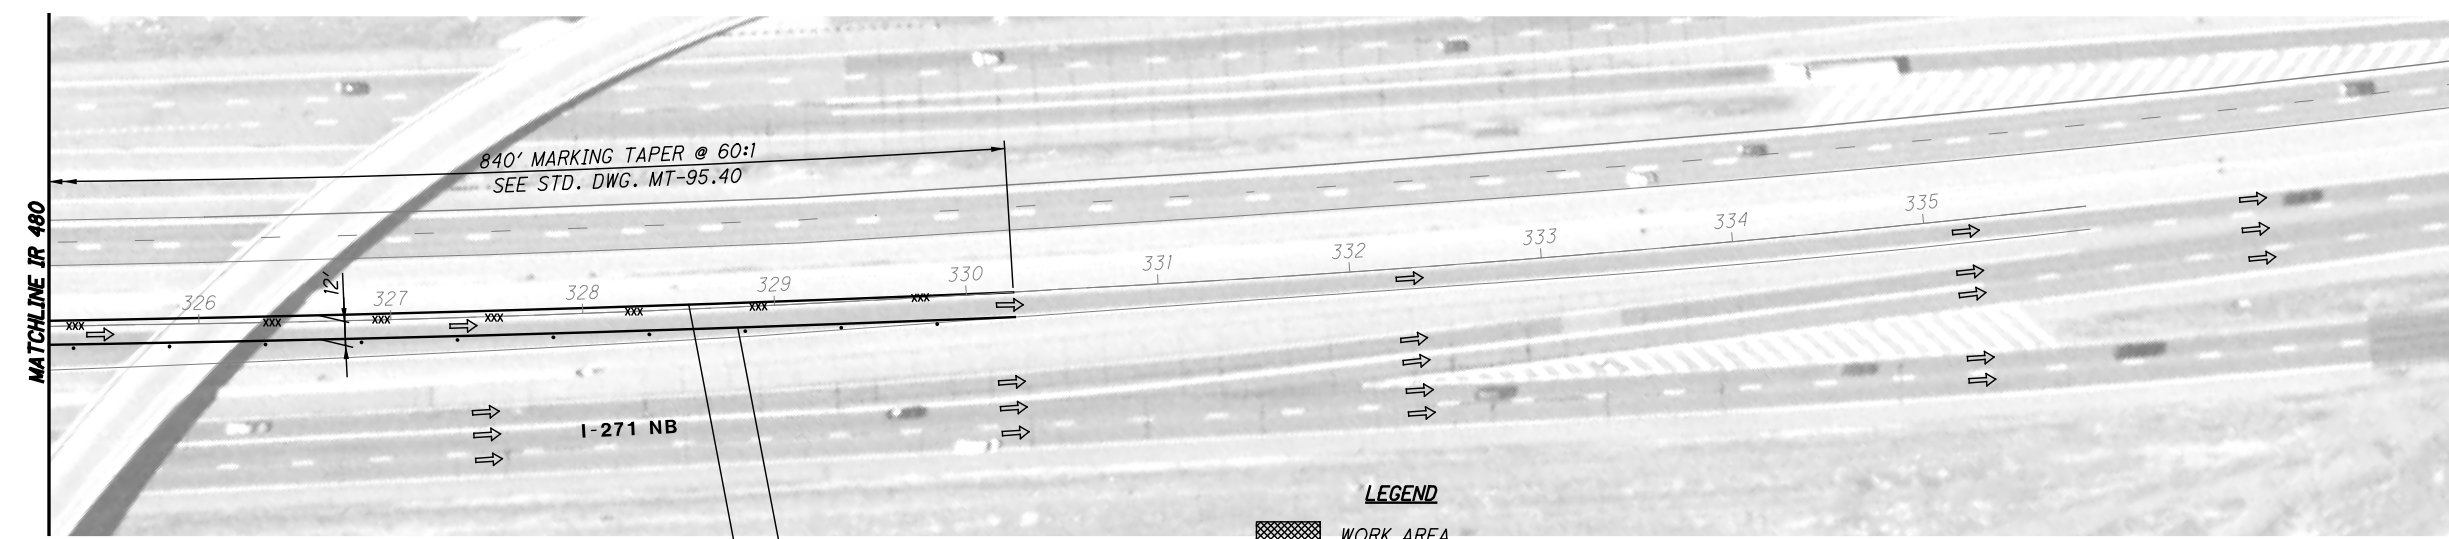 840' MARKING TAPER @ 60:1
SEE STD. DWG. MT-95.40
MATCHLINE IR 480
12'
326
327
328
329
330
331
332
333
334
335
XXX
XXX
XXX
XXX
XXX
XXX
XXX
I-271 NB
LEGEND
WORK AREA